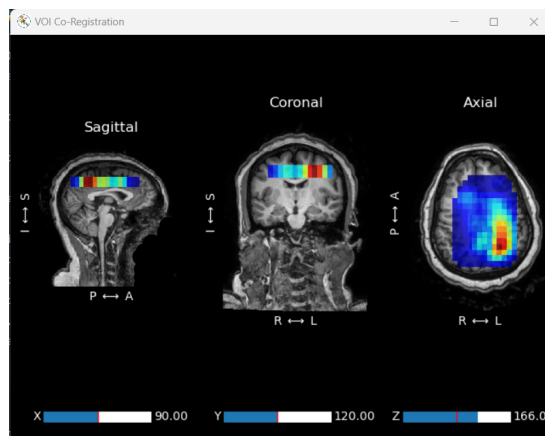 VOI Co-Registration
Sagittal
Coronal
Axial
I ⟷ S
I ⟷ S
P ⟷ A
P ⟷ A
R ⟷ L
R ⟷ L
X 90.00
Y 120.00
Z 166.0